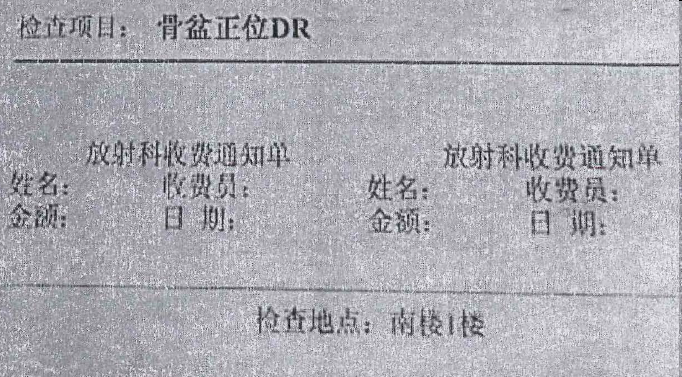 检查项目： 骨盆正位DR
放射科收费通知单 放射科收费通知单
姓名： 收费员： 姓名： 收费员：
金额： 日 期： 金额： 日 期：
检查地点：南楼1楼